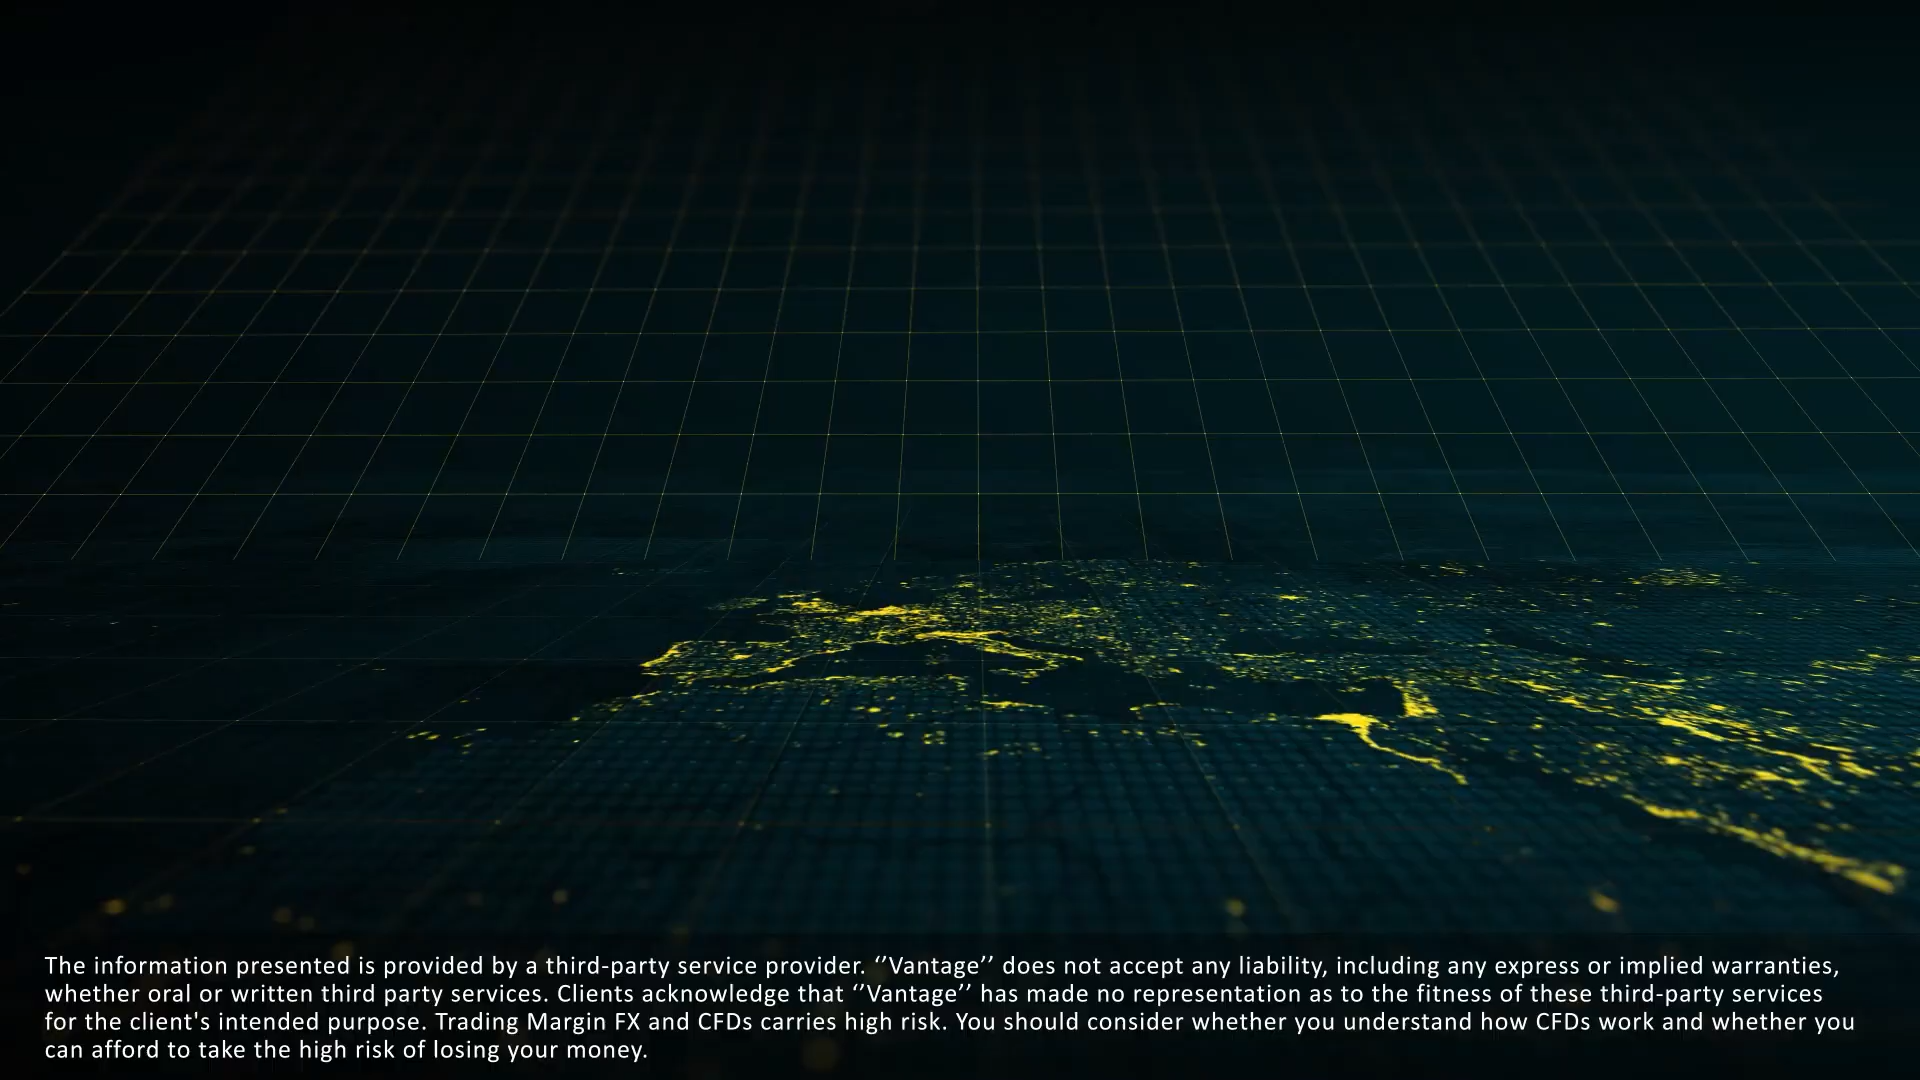 The information presented is provided by a third-party service provider. ‘’Vantage’’ does not accept any liability, including any express or implied warranties,
whether oral or written third party services. Clients acknowledge that ‘’Vantage’’ has made no representation as to the fitness of these third-party services
for the client's intended purpose. Trading Margin FX and CFDs carries high risk. You should consider whether you understand how CFDs work and whether you
can afford to take the high risk of losing your money.